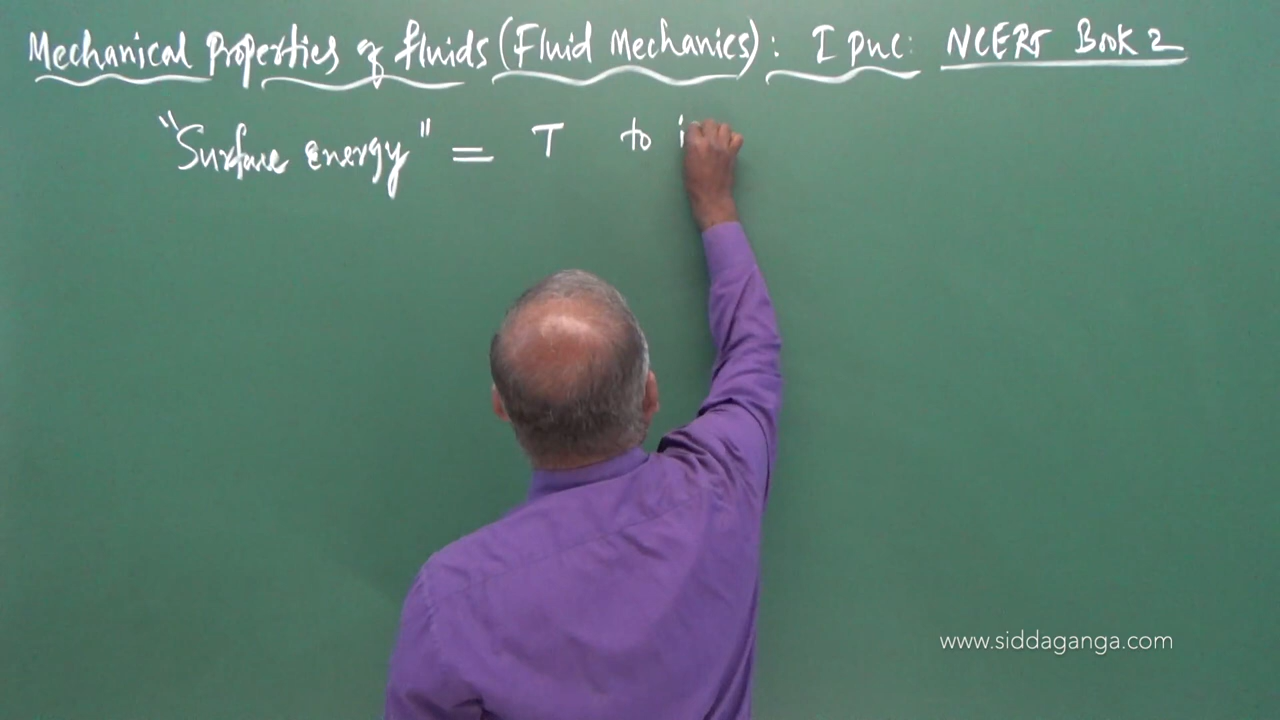 Mechanical Properties of fluids (Fluid Mechanics): I PUC: NCERT Book 2
"Surface energy" = T to i
www.siddaganga.com